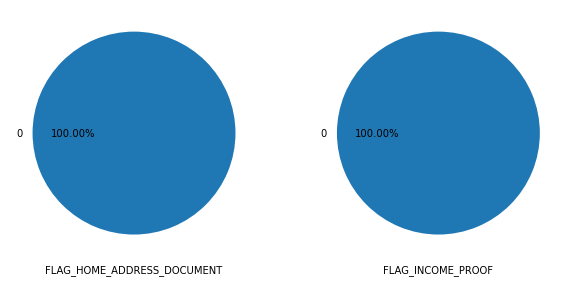 0
100.00%
0
100.00%
FLAG_HOME_ADDRESS_DOCUMENT
FLAG_INCOME_PROOF